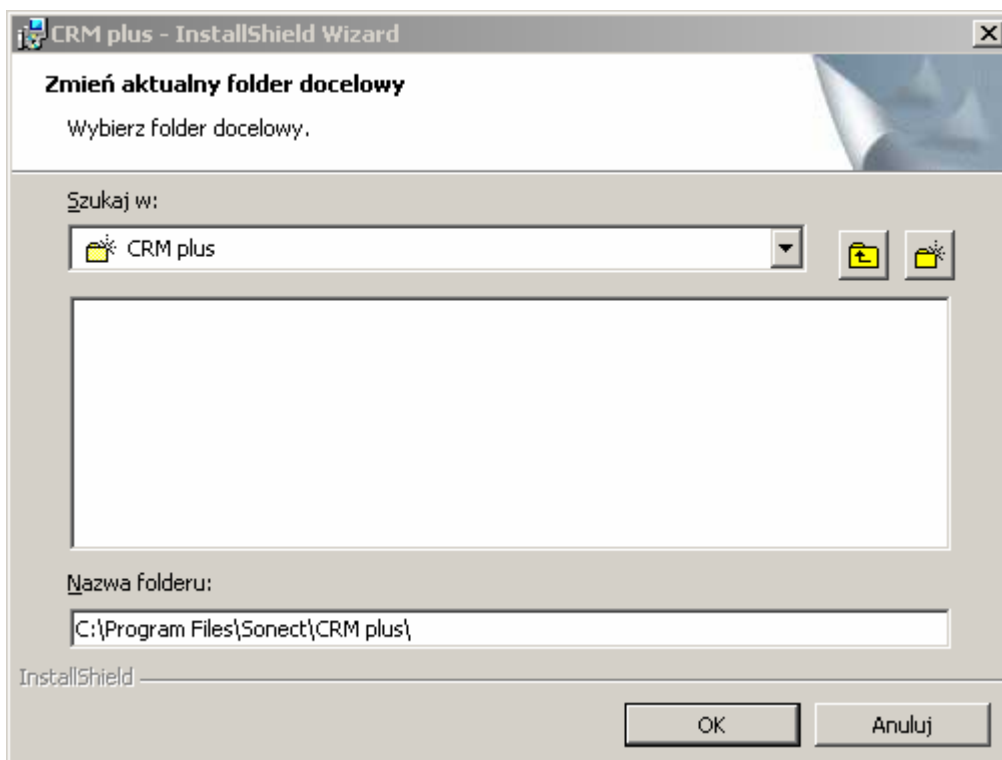 CRM plus - InstallShield Wizard
Zmień aktualny folder docelowy
Wybierz folder docelowy.
Szukaj w:
CRM plus
Nazwa folderu:
C:\Program Files\Sonect\CRM plus\
InstallShield
OK Anuluj